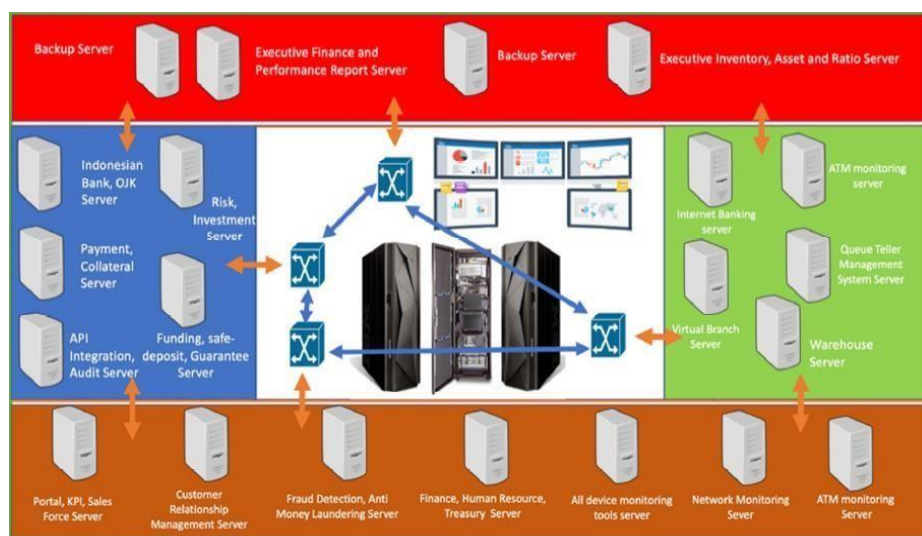 Backup Server
Executive Finance and
Performance Report Server
Backup Server
Executive Inventory, Asset and Ratio Server
Indonesian
Bank, OJK
Server
Risk,
Investment
Server
Payment,
Collateral
Server
API
Integration,
Audit Server
Funding, safe-
deposit, Guarantee
Server
Internet Banking
server
ATM monitoring
server
Queue Teller
Management
System Server
Virtual Branch
Server
Warehouse
Server
Portal, KPI, Sales
Force Server
Customer
Relationship
Management Server
Fraud Detection, Anti
Money Laundering Server
Finance, Human Resource,
Treasury Server
All device monitoring
tools server
Network Monitoring
Sever
ATM monitoring
Server